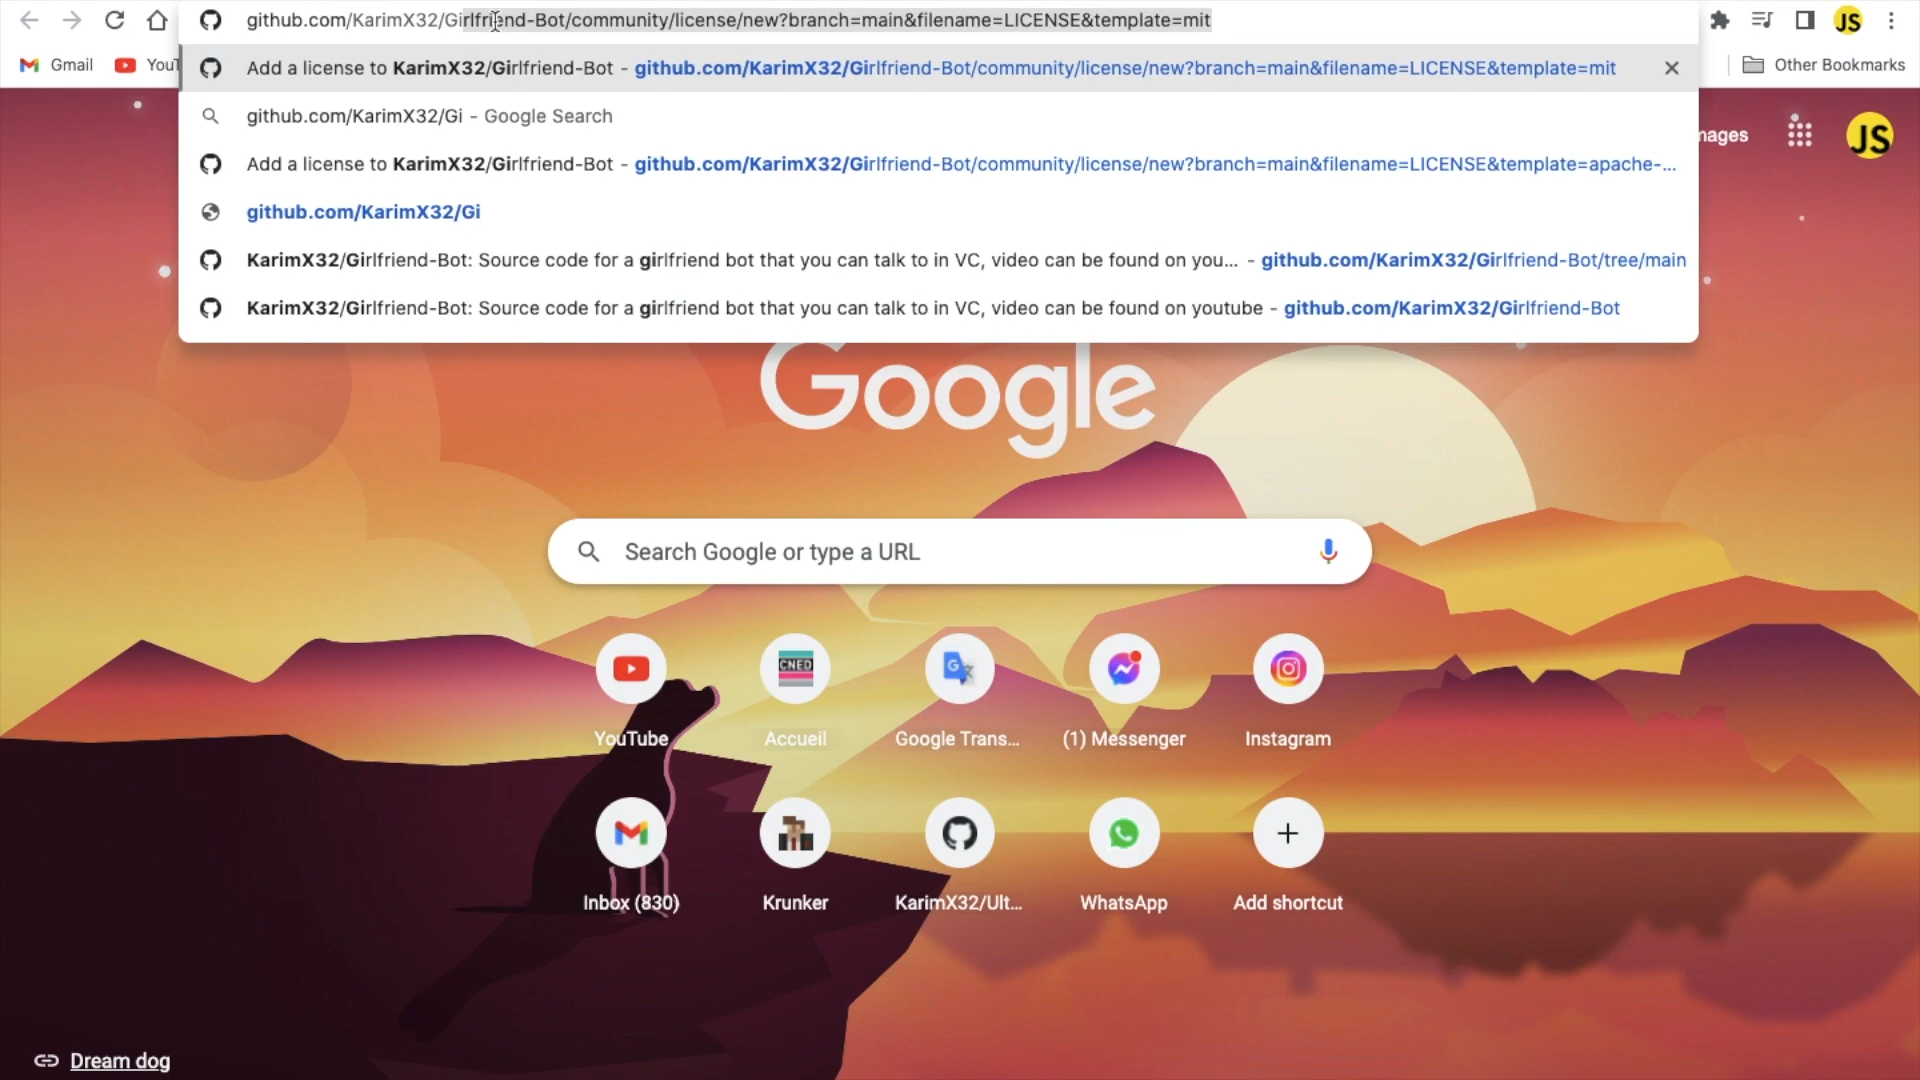 github.com/KarimX32/Girlfriend-Bot/community/license/new?branch=main&filename=LICENSE&template=mit
JS
Gmail
YouT
Add a license to KarimX32/Girlfriend-Bot - github.com/KarimX32/Girlfriend-Bot/community/license/new?branch=main&filename=LICENSE&template=mit
Other Bookmarks
github.com/KarimX32/Gi - Google Search
mages
JS
Add a license to KarimX32/Girlfriend-Bot - github.com/KarimX32/Girlfriend-Bot/community/license/new?branch=main&filename=LICENSE&template=apache-...
github.com/KarimX32/Gi
KarimX32/Girlfriend-Bot: Source code for a girlfriend bot that you can talk to in VC, video can be found on you... - github.com/KarimX32/Girlfriend-Bot/tree/main
KarimX32/Girlfriend-Bot: Source code for a girlfriend bot that you can talk to in VC, video can be found on youtube - github.com/KarimX32/Girlfriend-Bot
Google
Search Google or type a URL
CNED
YouTube
Accueil
Google Trans...
(1) Messenger
Instagram
Inbox (830)
Krunker
KarimX32/Ult...
WhatsApp
Add shortcut
Dream dog